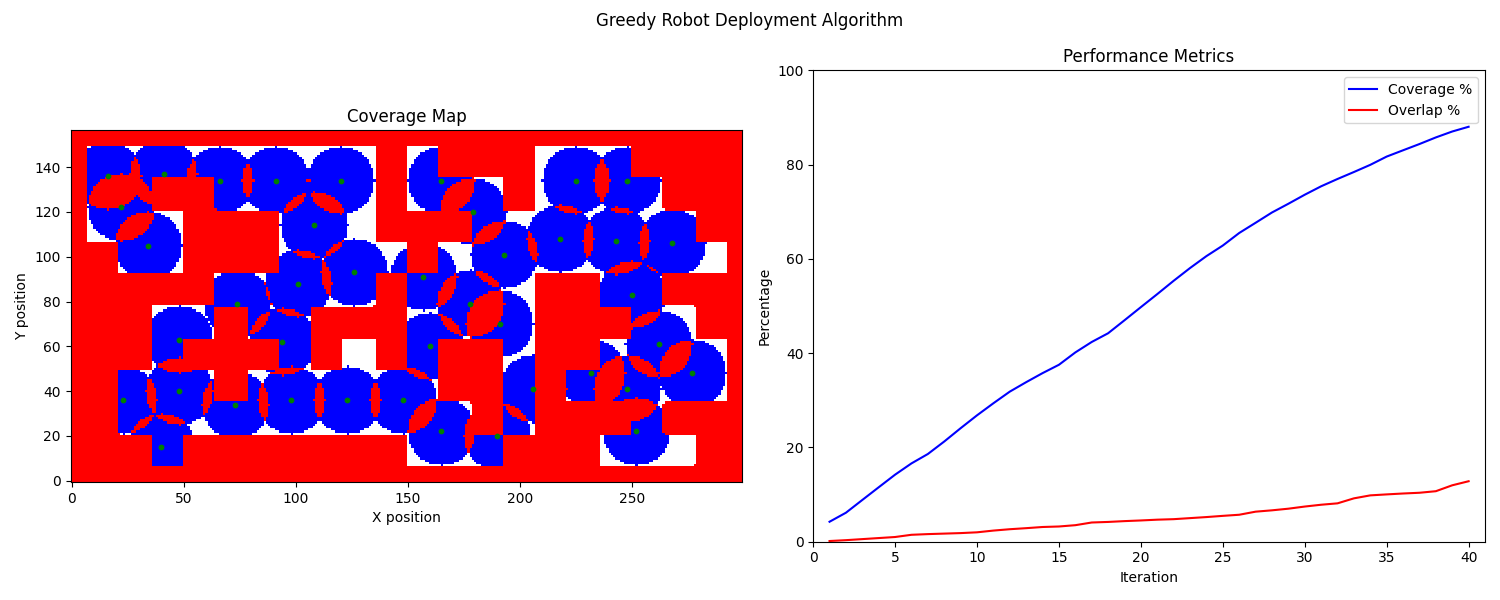 Greedy Robot Deployment Algorithm
Coverage Map
Y position
140
120
100
80
60
40
20
0
0 50 100 150 200 250
X position
Performance Metrics
Percentage
100
80
60
40
20
0
0 5 10 15 20 25 30 35 40
Iteration
Coverage %
Overlap %